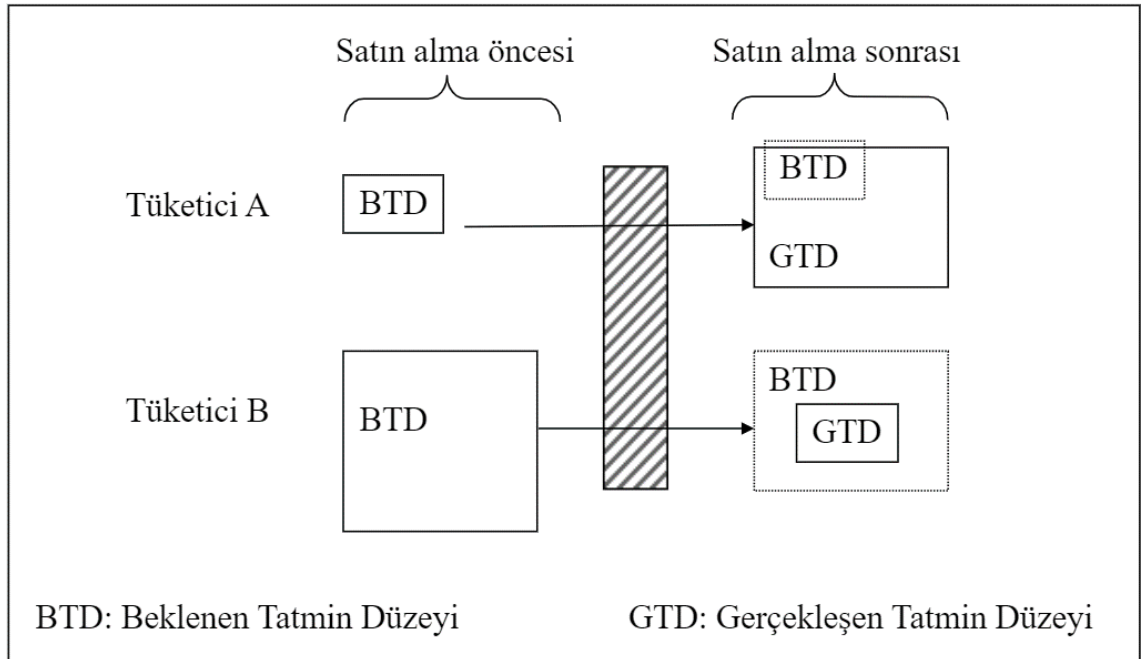 Satın alma öncesi
Satın alma sonrası
Tüketici A
BTD
BTD
GTD
Tüketici B
BTD
BTD
GTD
BTD: Beklenen Tatmin Düzeyi
GTD: Gerçekleşen Tatmin Düzeyi